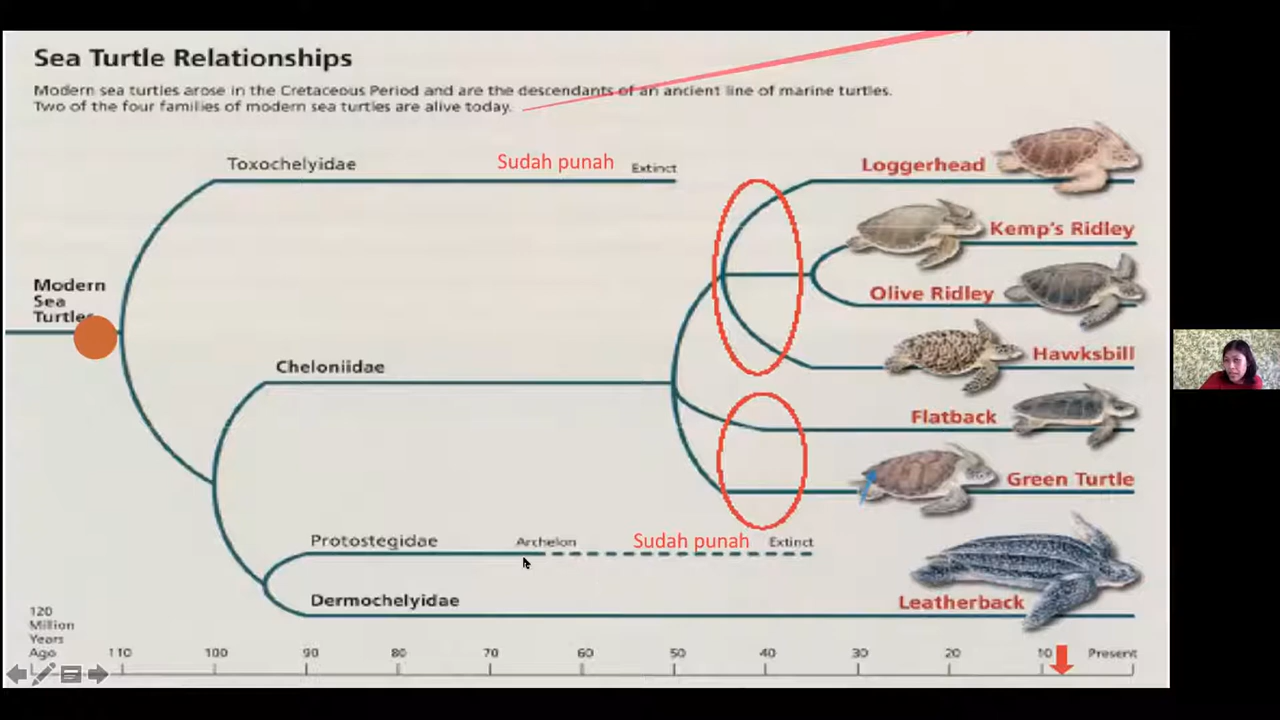 Sea Turtle Relationships
Modern sea turtles arose in the Cretaceous Period and are the descendants of an ancient line of marine turtles.
Two of the four families of modern sea turtles are alive today.
Toxochelyidae
Sudah punah
Extinct
Loggerhead
Kemp's Ridley
Modern
Sea
Turtles
Olive Ridley
Hawksbill
Cheloniidae
Flatback
Green Turtle
Protostegidae
Archelon
Sudah punah
Extinct
Dermochelyidae
Leatherback
120
Million
Years
Ago
110
100
90
80
70
60
50
40
30
20
10
Present